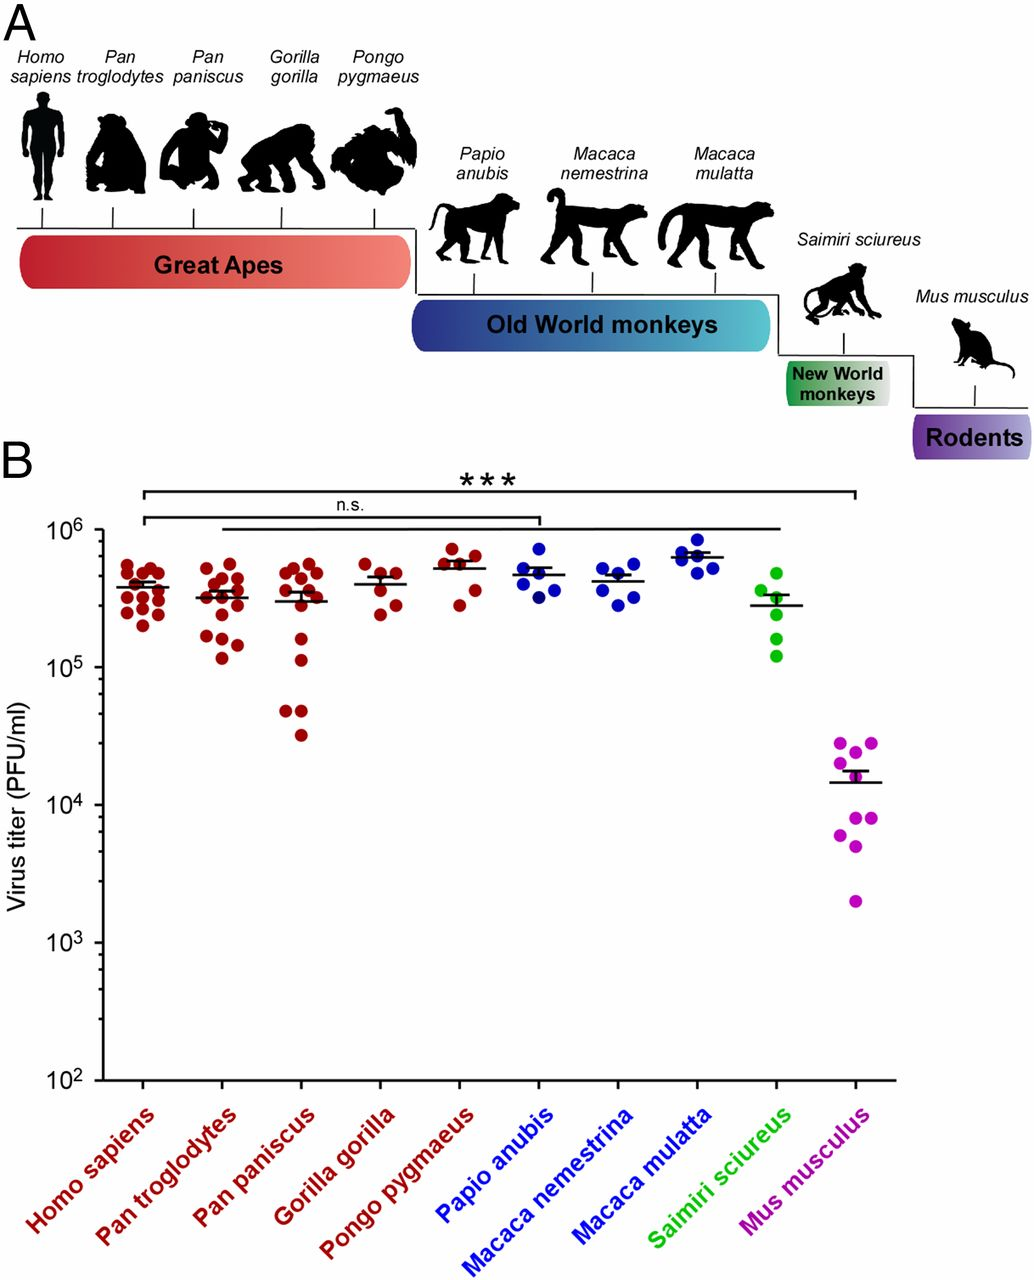 A
Homo
sapiens
Pan
troglodytes
Pan
paniscus
Gorilla
gorilla
Pongo
pygmaeus
Great Apes
Papio
anubis
Macaca
nemestrina
Macaca
mulatta
Old World monkeys
Saimiri sciureus
New World
monkeys
Mus musculus
Rodents
B
***
n.s.
Virus titer (PFU/ml)
10⁶
10⁵
10⁴
10³
10²
Homo sapiens
Pan troglodytes
Pan paniscus
Gorilla gorilla
Pongo pygmaeus
Papio anubis
Macaca nemestrina
Macaca mulatta
Saimiri sciureus
Mus musculus